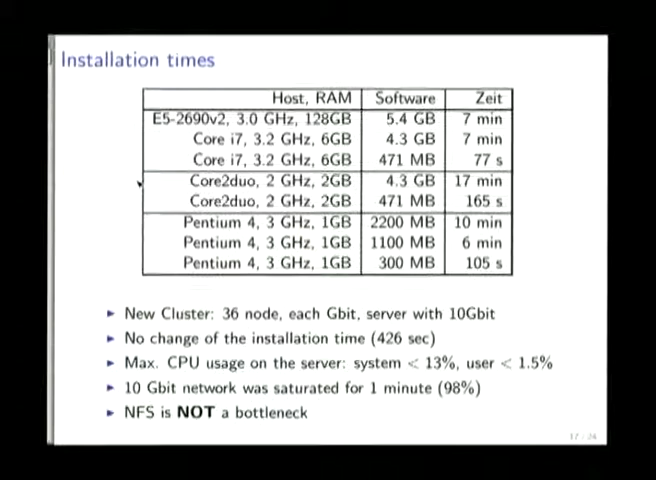 Installation times
Host, RAM Software Zeit
E5-2690v2, 3.0 GHz, 128GB 5.4 GB 7 min
Core i7, 3.2 GHz, 6GB 4.3 GB 7 min
Core i7, 3.2 GHz, 6GB 471 MB 77 s
Core2duo, 2 GHz, 2GB 4.3 GB 17 min
Core2duo, 2 GHz, 2GB 471 MB 165 s
Pentium 4, 3 GHz, 1GB 2200 MB 10 min
Pentium 4, 3 GHz, 1GB 1100 MB 6 min
Pentium 4, 3 GHz, 1GB 300 MB 105 s
New Cluster: 36 node, each Gbit, server with 10Gbit
No change of the installation time (426 sec)
Max. CPU usage on the server: system < 13%, user < 1.5%
10 Gbit network was saturated for 1 minute (98%)
NFS is NOT a bottleneck
17 / 24